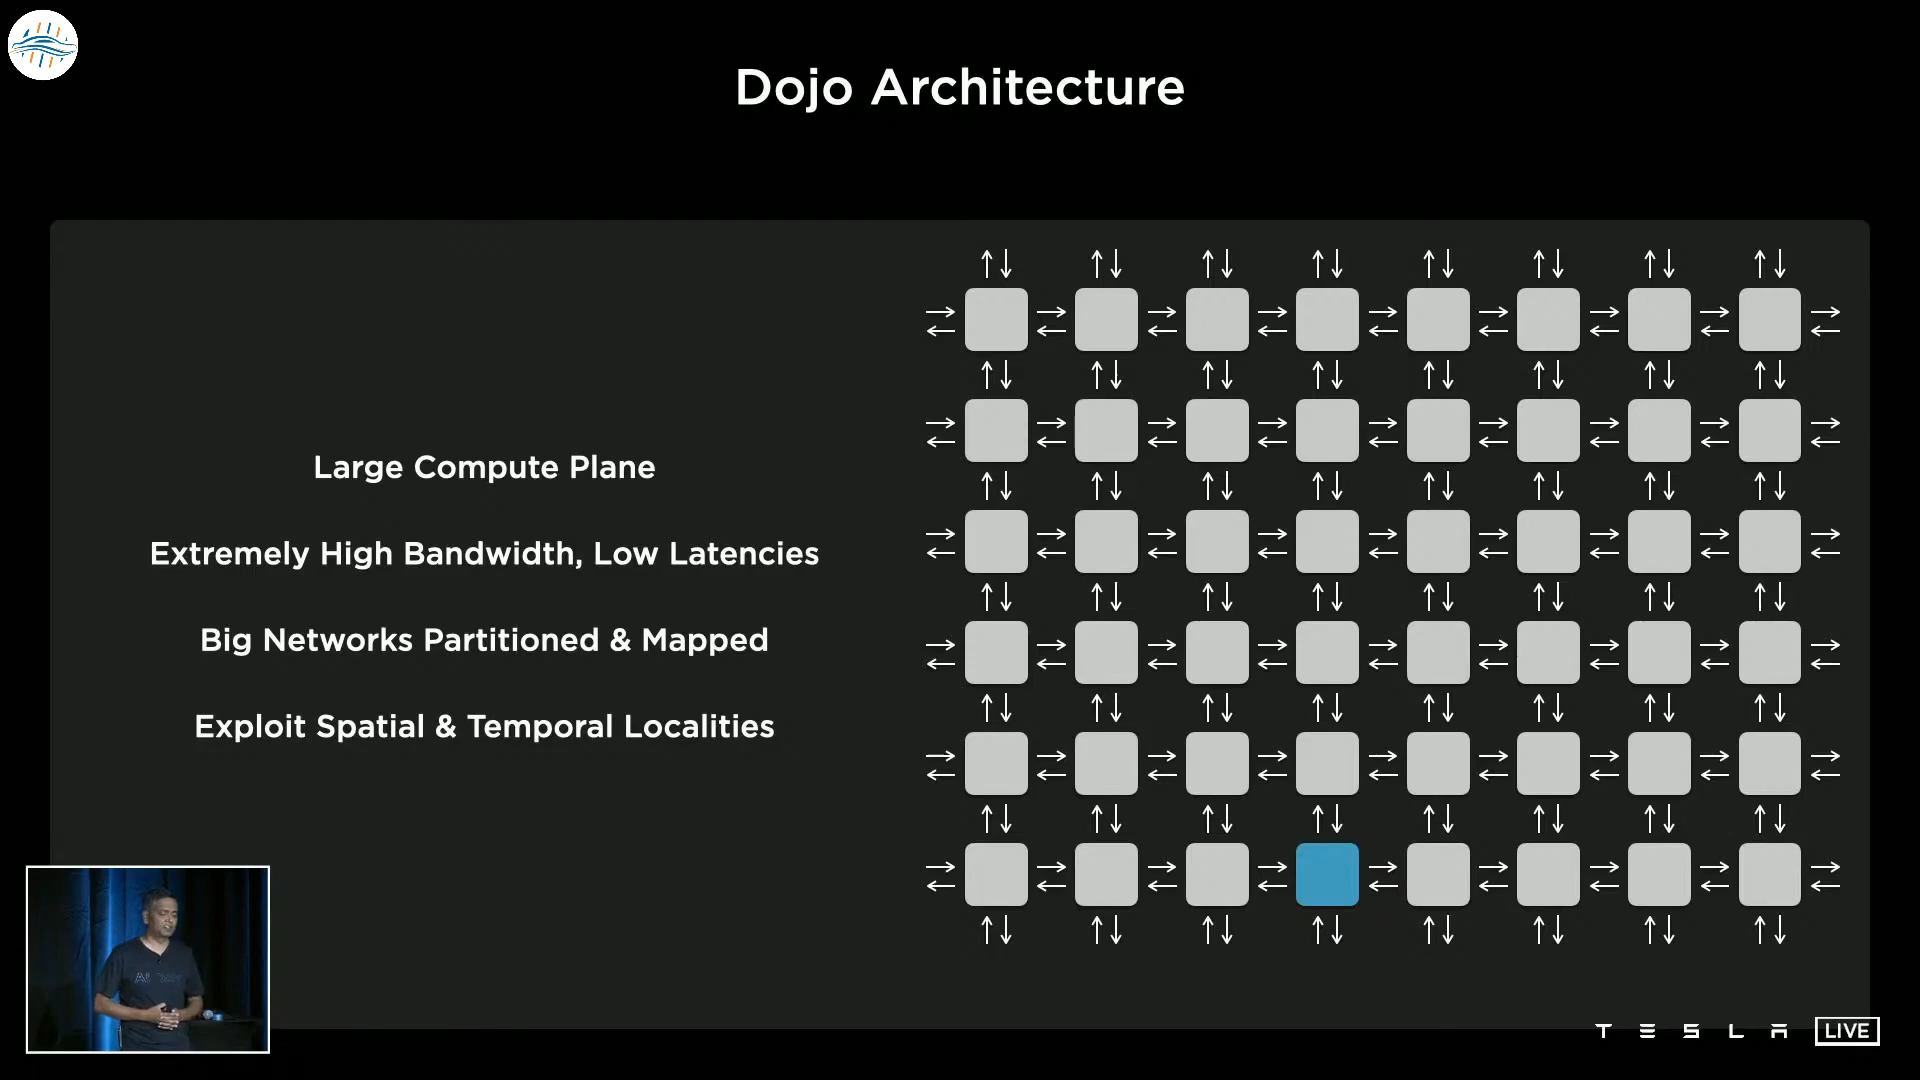 Dojo Architecture
Large Compute Plane
Extremely High Bandwidth, Low Latencies
Big Networks Partitioned & Mapped
Exploit Spatial & Temporal Localities
TESLA LIVE